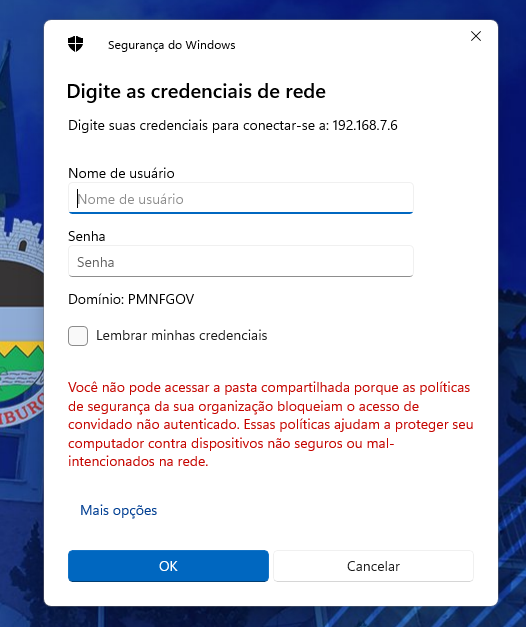 Segurança do Windows
Digite as credenciais de rede
Digite suas credenciais para conectar-se a: 192.168.7.6
Nome de usuário
Nome de usuário
Senha
Senha
Domínio: PMNFGOV
Lembrar minhas credenciais
Você não pode acessar a pasta compartilhada porque as políticas
de segurança da sua organização bloqueiam o acesso de
convidado não autenticado. Essas políticas ajudam a proteger seu
computador contra dispositivos não seguros ou mal-
intencionados na rede.
Mais opções
OK
Cancelar